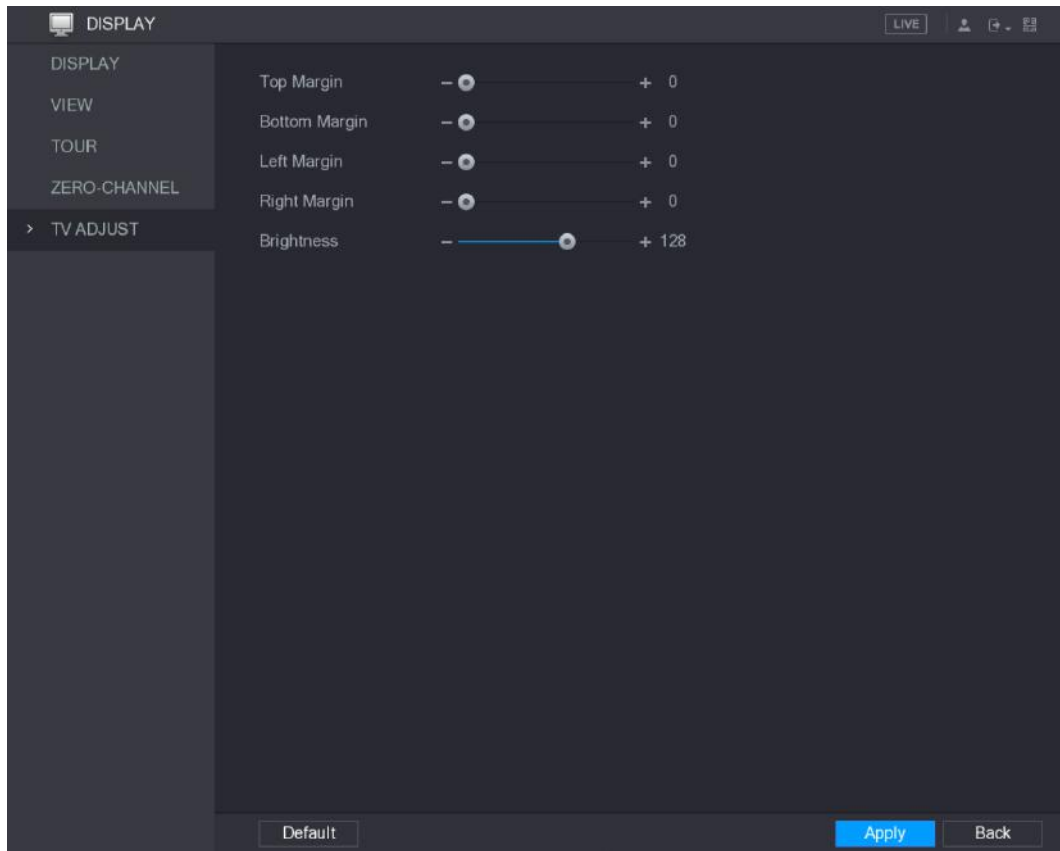 DISPLAY LIVE
DISPLAY
VIEW
TOUR
ZERO-CHANNEL
> TV ADJUST
Top Margin - + 0
Bottom Margin - + 0
Left Margin - + 0
Right Margin - + 0
Brightness - + 128
Default Apply Back